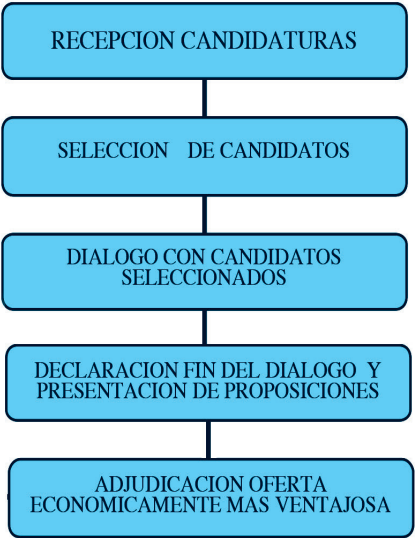 RECEPCION CANDIDATURAS
SELECCION DE CANDIDATOS
DIALOGO CON CANDIDATOS
SELECCIONADOS
DECLARACION FIN DEL DIALOGO Y
PRESENTACION DE PROPOSICIONES
ADJUDICACION OFERTA
ECONOMICAMENTE MAS VENTAJOSA